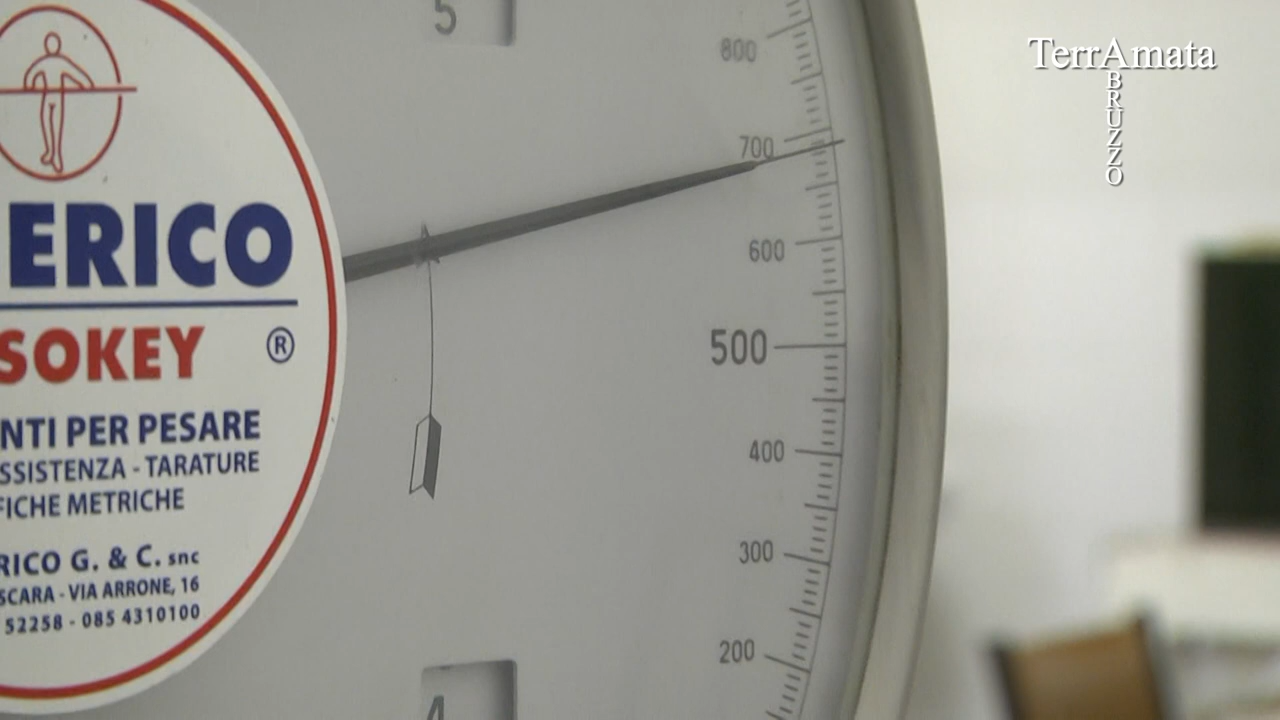 5
800
TerrAmata
BRUZZO
700
ERICO
600
SOKEY ®
500
NTI PER PESARE
400
SSISTENZA - TARATURE
FICHE METRICHE
300
RICO G. & C. snc
SCARA - VIA ARRONE, 16
52258 - 085 4310100
200
4